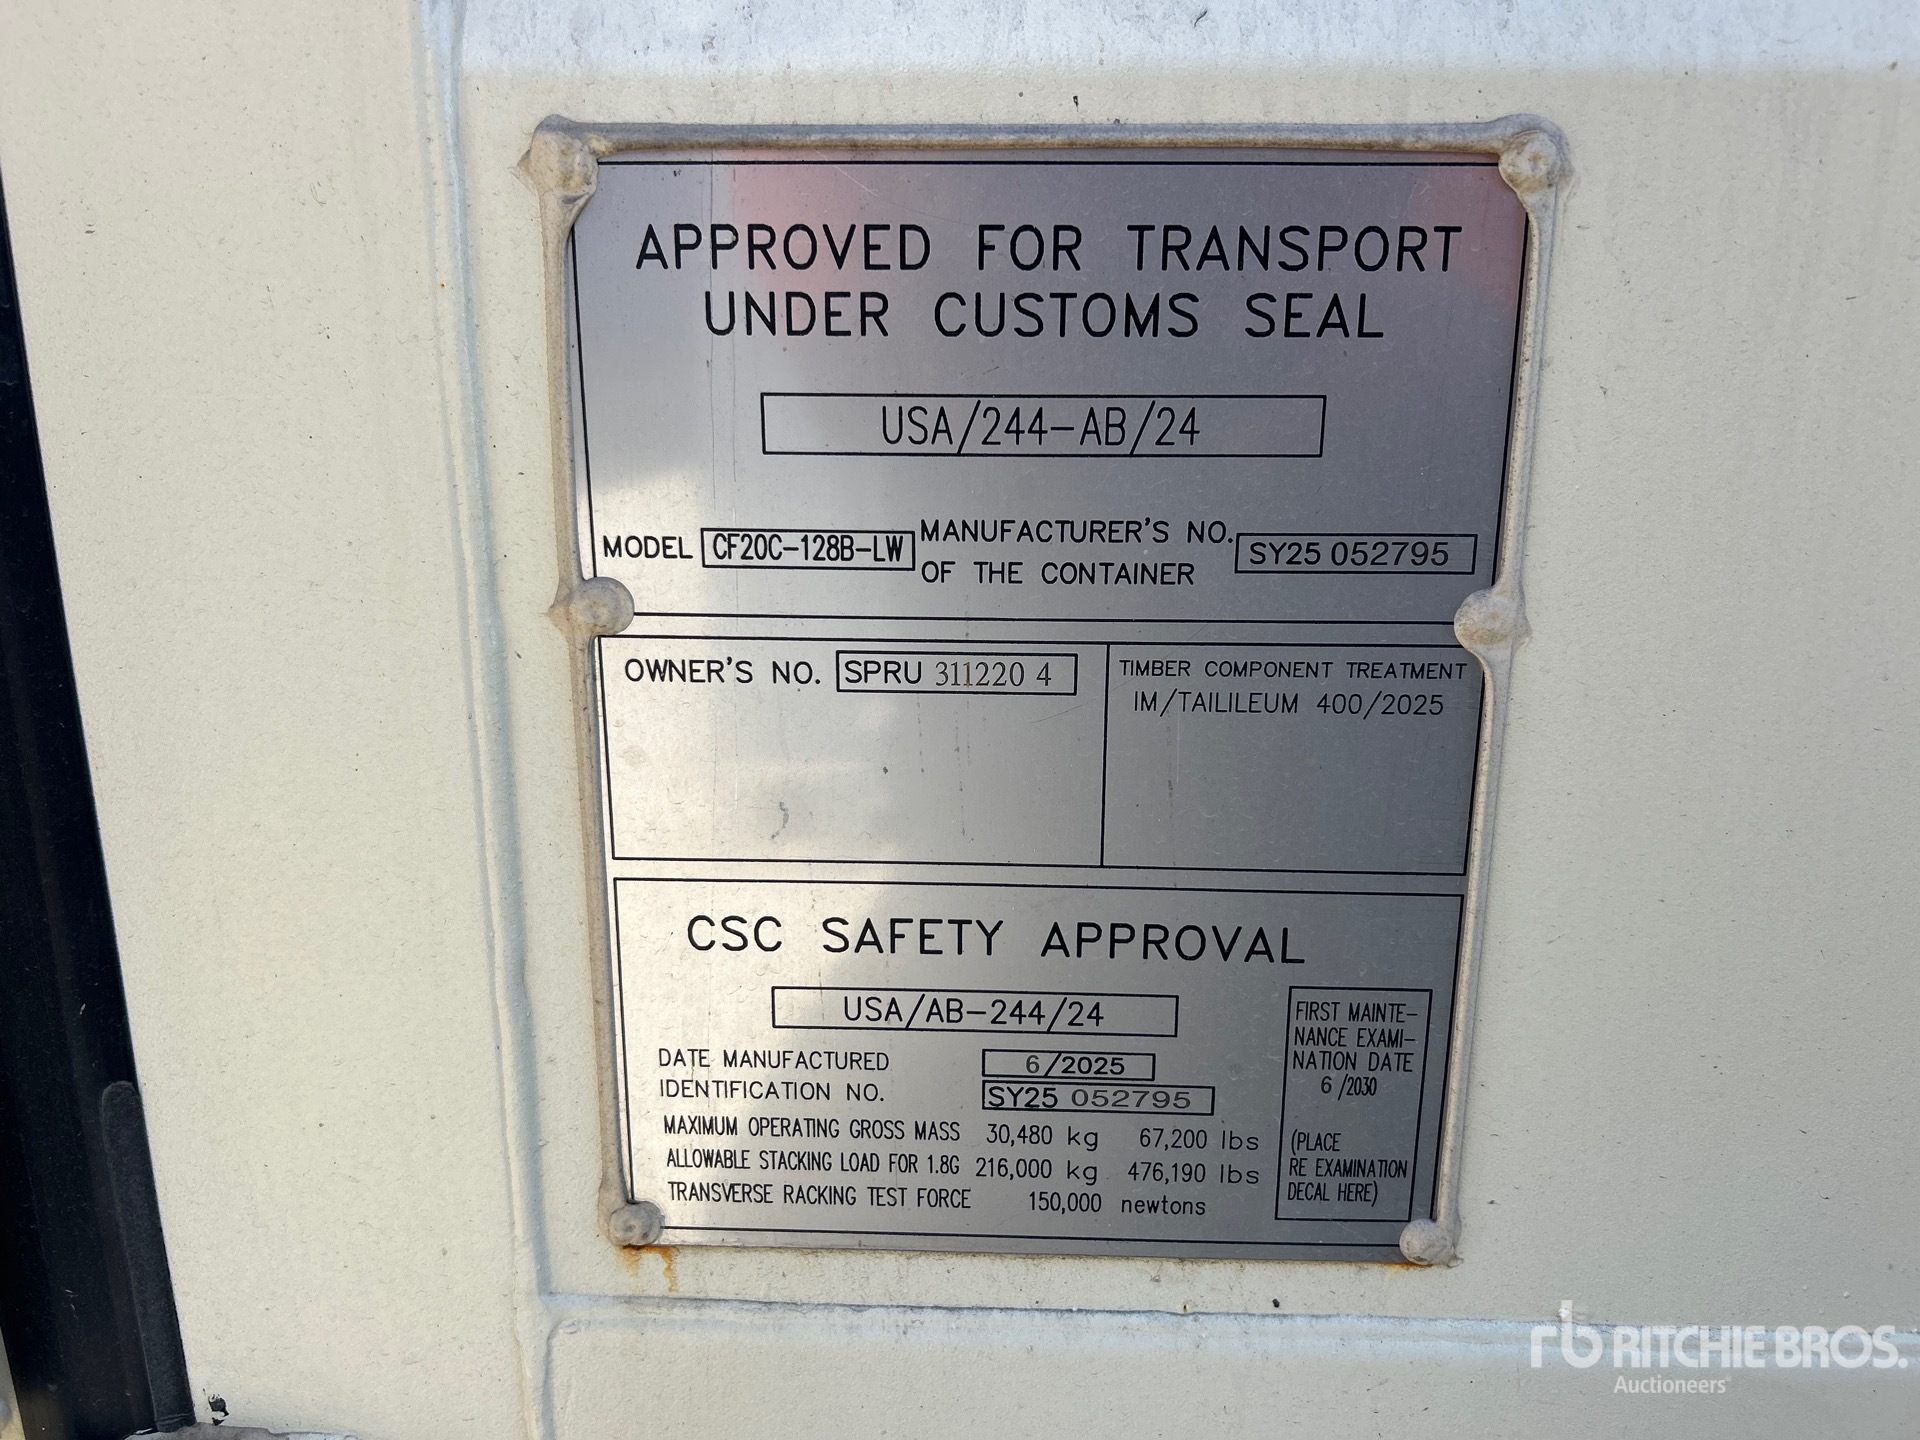 APPROVED FOR TRANSPORT
UNDER CUSTOMS SEAL
USA/244-AB/24
MODEL CF20C-128B-LW MANUFACTURER'S NO. OF THE CONTAINER SY25 052795
OWNER'S NO. SPRU 311220 4
TIMBER COMPONENT TREATMENT
IM/TAILILEUM 400/2025
CSC SAFETY APPROVAL
USA/AB-244/24
DATE MANUFACTURED 6/2025
IDENTIFICATION NO. SY25 052795
MAXIMUM OPERATING GROSS MASS 30,480 kg 67,200 lbs
ALLOWABLE STACKING LOAD FOR 1.8G 216,000 kg 476,190 lbs
TRANSVERSE RACKING TEST FORCE 150,000 newtons
FIRST MAINTE-
NANCE EXAMI-
NATION DATE
6 /2030
(PLACE
RE EXAMINATION
DECAL HERE)
rb RITCHIE BROS.
Auctioneers